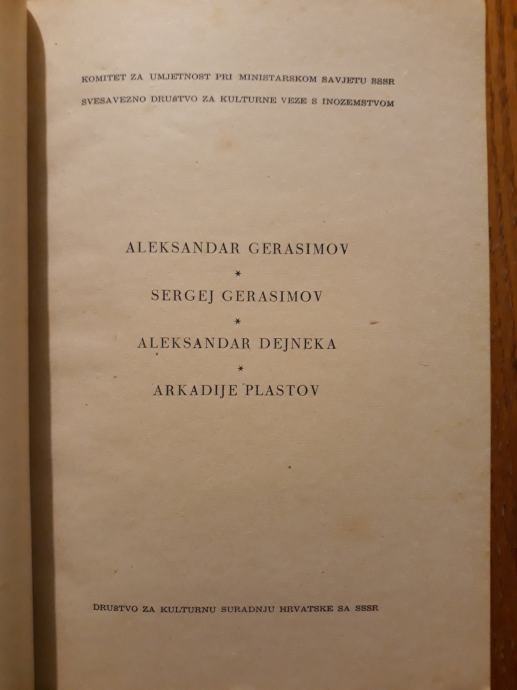 KOMITET ZA UMJETNOST PRI MINISTARSKOM SAVJETU SSSR
SVESAVEZNO DRUŠTVO ZA KULTURNE VEZE S INOZEMSTVOM
ALEKSANDAR GERASIMOV
*
SERGEJ GERASIMOV
*
ALEKSANDAR DEJNEKA
*
ARKADIJE PLASTOV
DRUŠTVO ZA KULTURNU SURADNJU HRVATSKE SA SSSR